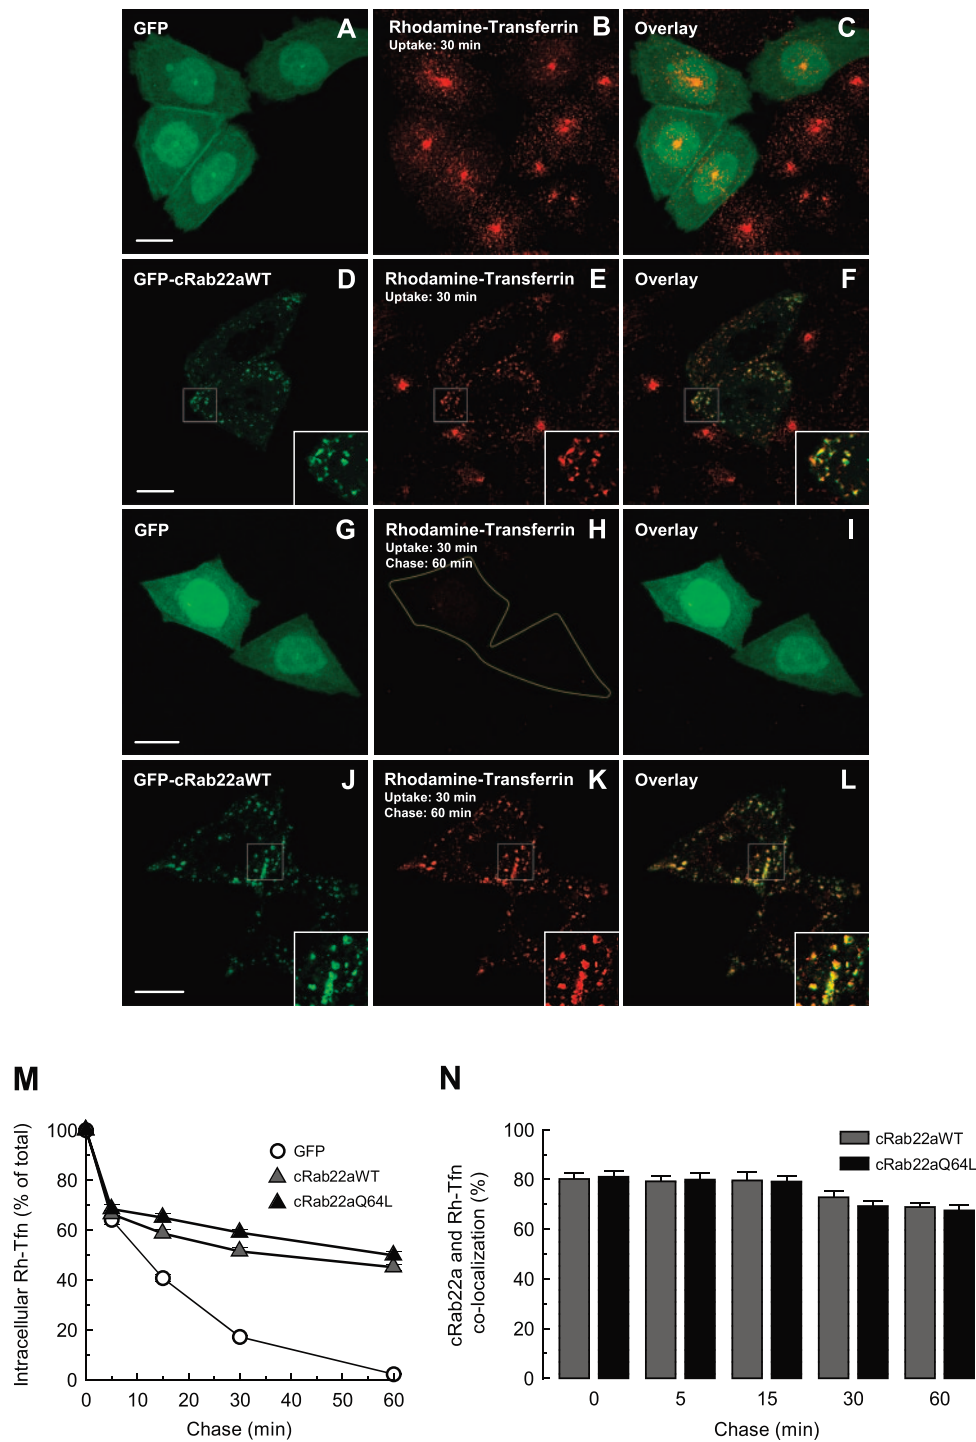 GFP A
Rhodamine-Transferrin B
Uptake: 30 min
Overlay C
GFP-cRab22aWT D
Rhodamine-Transferrin E
Uptake: 30 min
Overlay F
GFP G
Rhodamine-Transferrin H
Uptake: 30 min
Chase: 60 min
Overlay I
GFP-cRab22aWT J
Rhodamine-Transferrin K
Uptake: 30 min
Chase: 60 min
Overlay L
M
Intracellular Rh-Tfn (% of total)
100
80
60
40
20
0
0 10 20 30 40 50 60
Chase (min)
GFP
cRab22aWT
cRab22aQ64L
N
cRab22a and Rh-Tfn
co-localization (%)
100
80
60
40
20
0
0 5 15 30 60
Chase (min)
cRab22aWT
cRab22aQ64L